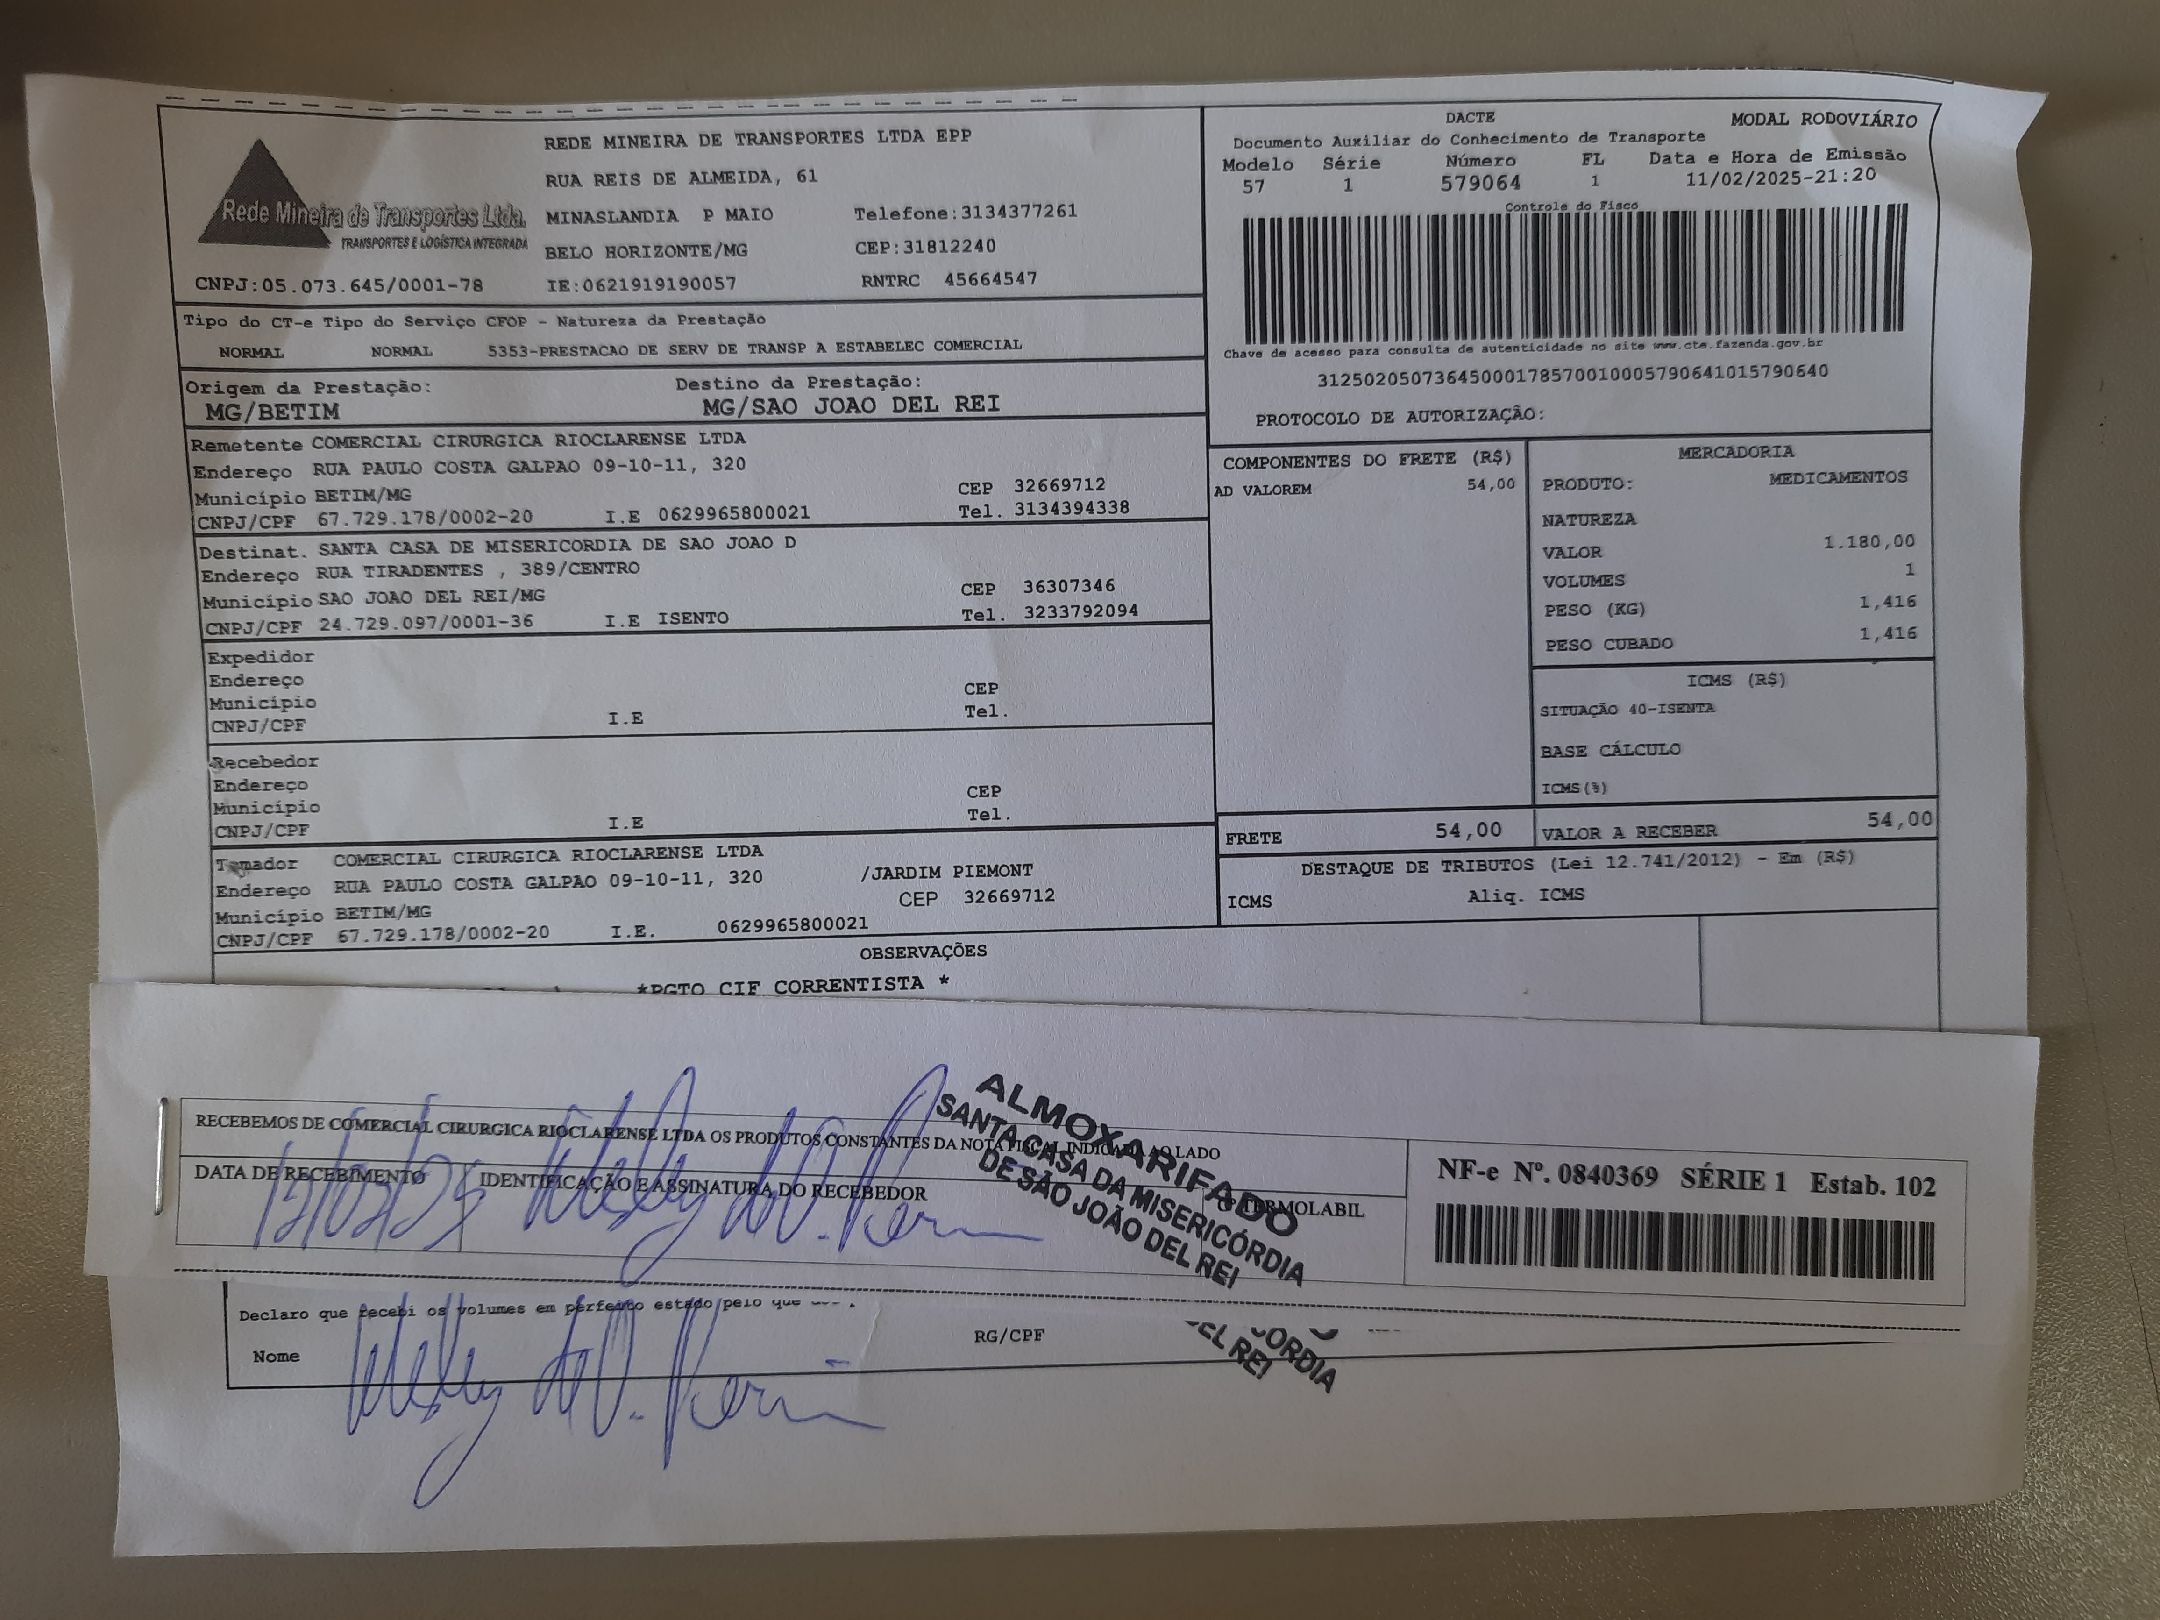 REDE MINEIRA DE TRANSPORTES LTDA EPP
RUA REIS DE ALMEIDA, 61
Rede Mineira de Transportes Ltda.
TRANSPORTES E LOGÍSTICA INTEGRADA
MINASLANDIA P MAIO Telefone:3134377261
BELO HORIZONTE/MG CEP:31812240
CNPJ:05.073.645/0001-78 IE:0621919190057 RNTRC 45664547
DACTE MODAL RODOVIÁRIO
Documento Auxiliar do Conhecimento de Transporte
Modelo Série Número FL Data e Hora de Emissão
57 1 579064 1 11/02/2025-21:20
Controle do Fisco
Chave de acesso para consulta de autenticidade no site www.cte.fazenda.gov.br
31250205073645000178570010005790641015790640
PROTOCOLO DE AUTORIZAÇÃO:
Tipo do CT-e Tipo do Serviço CFOP - Natureza da Prestação
NORMAL NORMAL 5353-PRESTACAO DE SERV DE TRANSP A ESTABELEC COMERCIAL
Origem da Prestação: Destino da Prestação:
MG/BETIM MG/SAO JOAO DEL REI
Remetente COMERCIAL CIRURGICA RIOCLARENSE LTDA
Endereço RUA PAULO COSTA GALPAO 09-10-11, 320
Município BETIM/MG CEP 32669712
CNPJ/CPF 67.729.178/0002-20 I.E 0629965800021 Tel. 3134394338
Destinat. SANTA CASA DE MISERICORDIA DE SAO JOAO D
Endereço RUA TIRADENTES , 389/CENTRO
Município SAO JOAO DEL REI/MG CEP 36307346
CNPJ/CPF 24.729.097/0001-36 I.E ISENTO Tel. 3233792094
Expedidor
Endereço
Município CEP
CNPJ/CPF I.E Tel.
Recebedor
Endereço
Município CEP
CNPJ/CPF I.E Tel.
Tomador COMERCIAL CIRURGICA RIOCLARENSE LTDA
Endereço RUA PAULO COSTA GALPAO 09-10-11, 320 /JARDIM PIEMONT
Município BETIM/MG CEP 32669712
CNPJ/CPF 67.729.178/0002-20 I.E. 0629965800021
COMPONENTES DO FRETE (R$)
AD VALOREM 54,00
MERCADORIA
PRODUTO: MEDICAMENTOS
NATUREZA
VALOR 1.180,00
VOLUMES 1
PESO (KG) 1,416
PESO CUBADO 1,416
ICMS (R$)
SITUAÇÃO 40-ISENTA
BASE CÁLCULO
ICMS(%)
FRETE 54,00 VALOR A RECEBER 54,00
DESTAQUE DE TRIBUTOS (Lei 12.741/2012) - Em (R$)
ICMS Aliq. ICMS
OBSERVAÇÕES
*PGTO CIF CORRENTISTA *
RECEBEMOS DE COMERCIAL CIRURGICA RIOCLARENSE LTDA OS PRODUTOS CONSTANTES DA NOTA FISCAL INDICADA AO LADO
DATA DE RECEBIMENTO IDENTIFICAÇÃO E ASSINATURA DO RECEBEDOR TERMOLABIL
12/02/25
ALMOXARIFADO
SANTA CASA DA MISERICÓRDIA
DE SÃO JOÃO DEL REI
NF-e Nº. 0840369 SÉRIE 1 Estab. 102
Declaro que recebi os volumes em perfeito estado pelo que
Nome RG/CPF
DEL REI